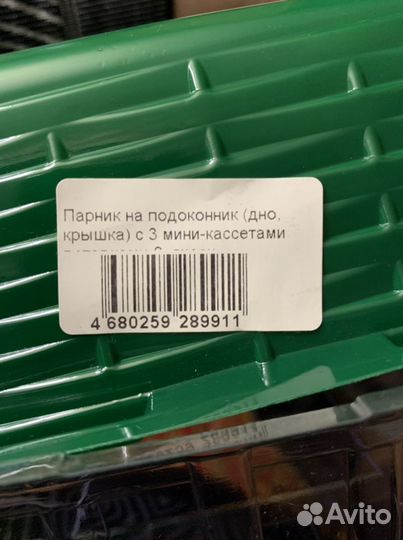 Парник на подоконник (дно,
крышка) с 3 мини-кассетами
4 680259 289911
Avito